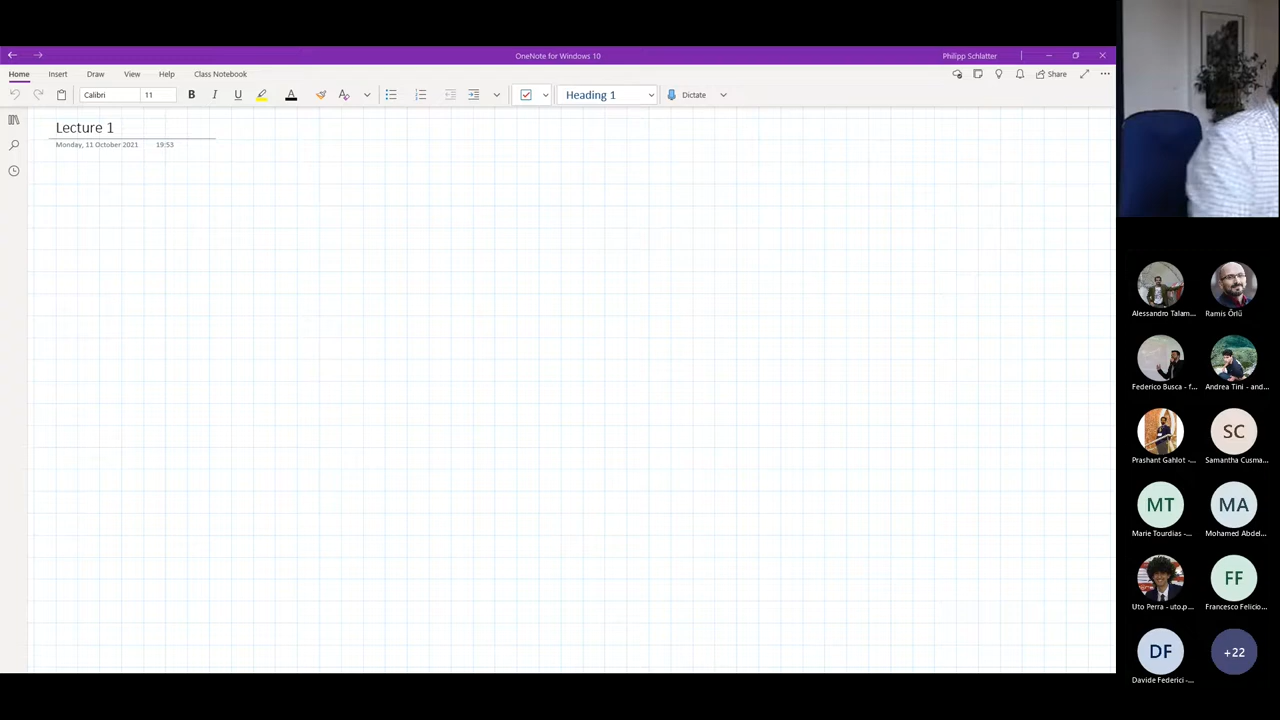 OneNote for Windows 10
Philipp Schlatter
Home Insert Draw View Help Class Notebook
Share
Calibri 11 B I U A A Heading 1 Dictate
Lecture 1
Monday, 11 October 2021 19:53
Alessandro Talam...
Ramis Örlü
Federico Busca - f...
Andrea Tini - and...
Prashant Gahlot -...
SC
Samantha Cusma...
MT
Marie Tourdias -...
MA
Mohamed Abdel...
Uto Perra - uto.p...
FF
Francesco Felicio...
DF
Davide Federici -...
+22